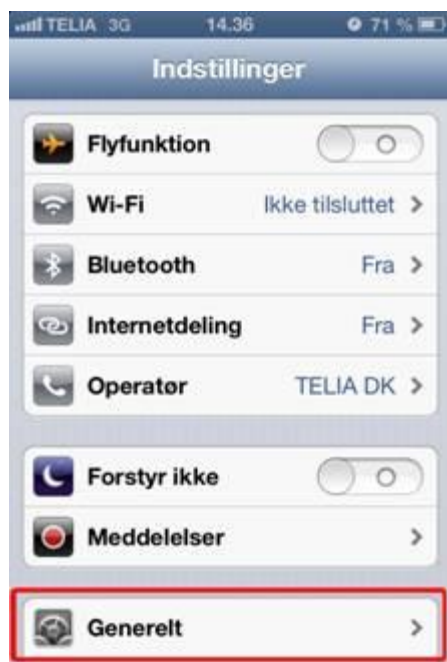 TELIA 3G 14.36 71 %
Indstillinger
Flyfunktion
Wi-Fi Ikke tilsluttet
Bluetooth Fra
Internetdeling Fra
Operatør TELIA DK
Forstyr ikke
Meddelelser
Generelt